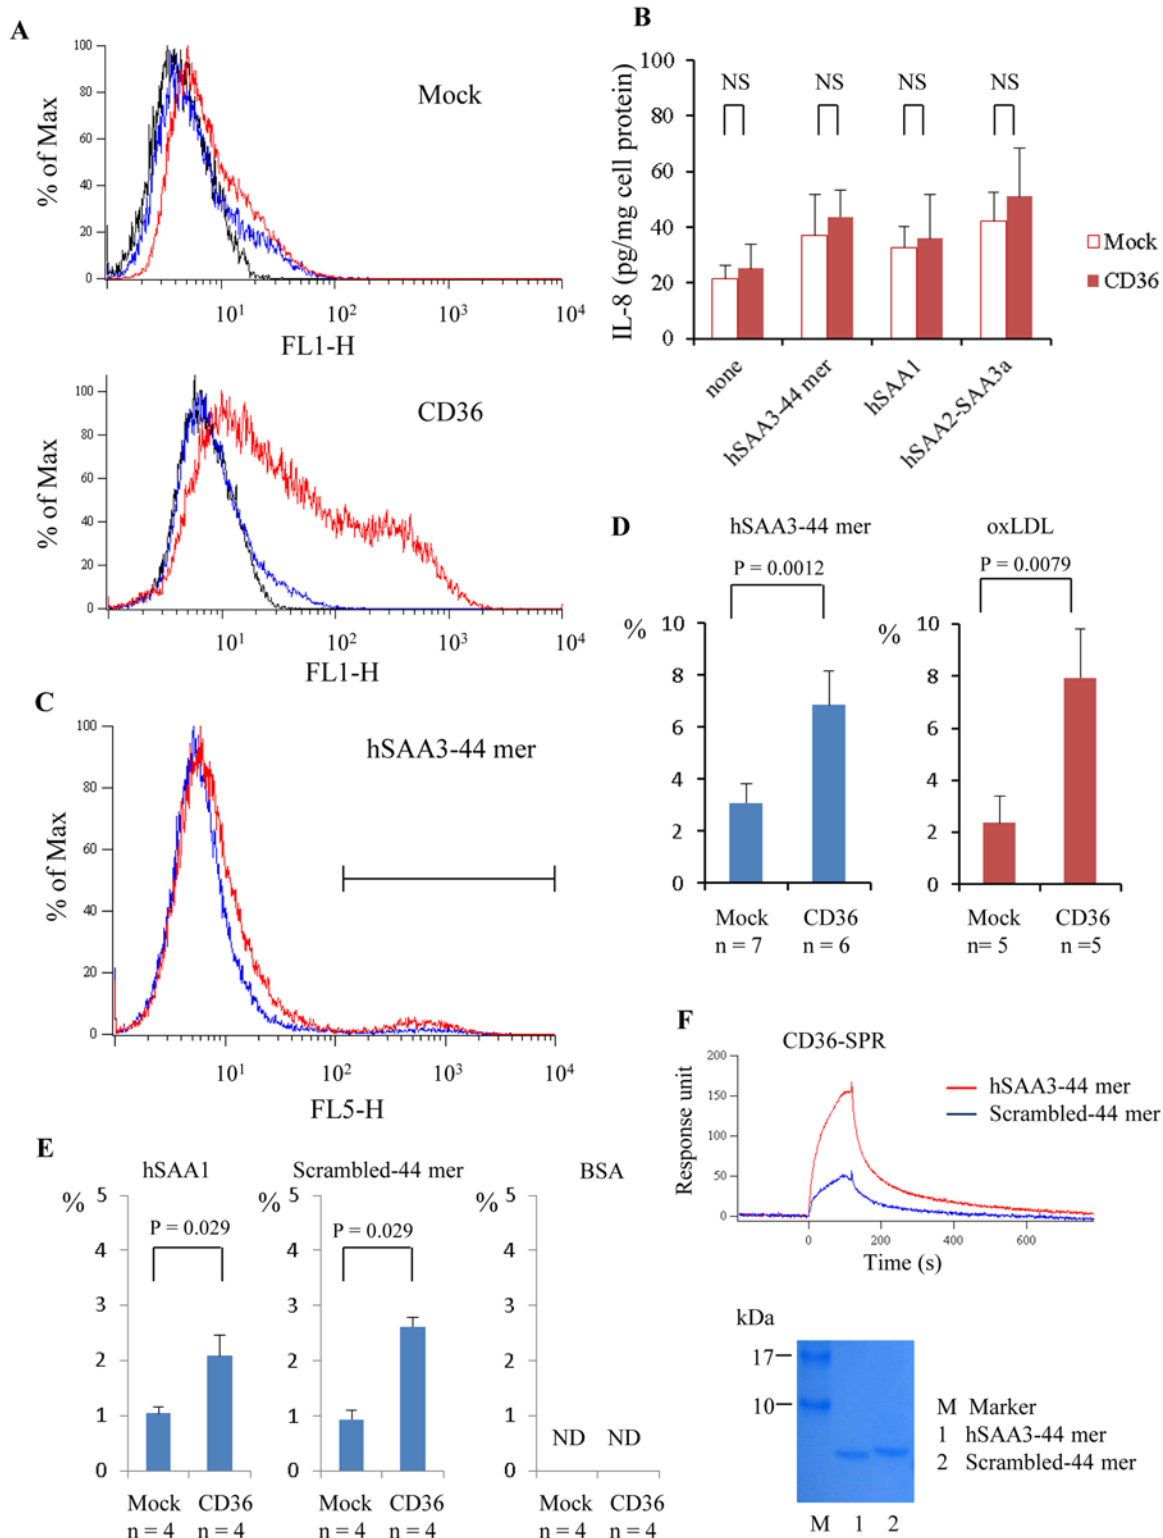 A
100
80
60
40
20
0
% of Max
Mock
10¹
10²
10³
10⁴
FL1-H
100
80
60
40
20
0
% of Max
CD36
10¹
10²
10³
10⁴
FL1-H
B
100
80
60
40
20
0
IL-8 (pg/mg cell protein)
NS
NS
NS
NS
Mock
CD36
none
hSAA3-44 mer
hSAA1
hSAA2-SAA3a
C
100
80
60
40
20
0
% of Max
hSAA3-44 mer
10¹
10²
10³
10⁴
FL5-H
D
hSAA3-44 mer
P = 0.0012
%
10
8
6
4
2
0
Mock
CD36
n = 7
n = 6
oxLDL
P = 0.0079
%
10
8
6
4
2
0
Mock
CD36
n= 5
n =5
E
hSAA1
%
5
4
3
2
1
0
P = 0.029
Mock
CD36
n = 4
n = 4
Scrambled-44 mer
%
5
4
3
2
1
0
P = 0.029
Mock
CD36
n = 4
n = 4
BSA
%
5
4
3
2
1
0
ND
ND
Mock
CD36
n = 4
n = 4
F
CD36-SPR
200
150
100
50
0
Response unit
hSAA3-44 mer
Scrambled-44 mer
0
200
400
600
Time (s)
kDa
17
10
M Marker
1 hSAA3-44 mer
2 Scrambled-44 mer
M 1 2